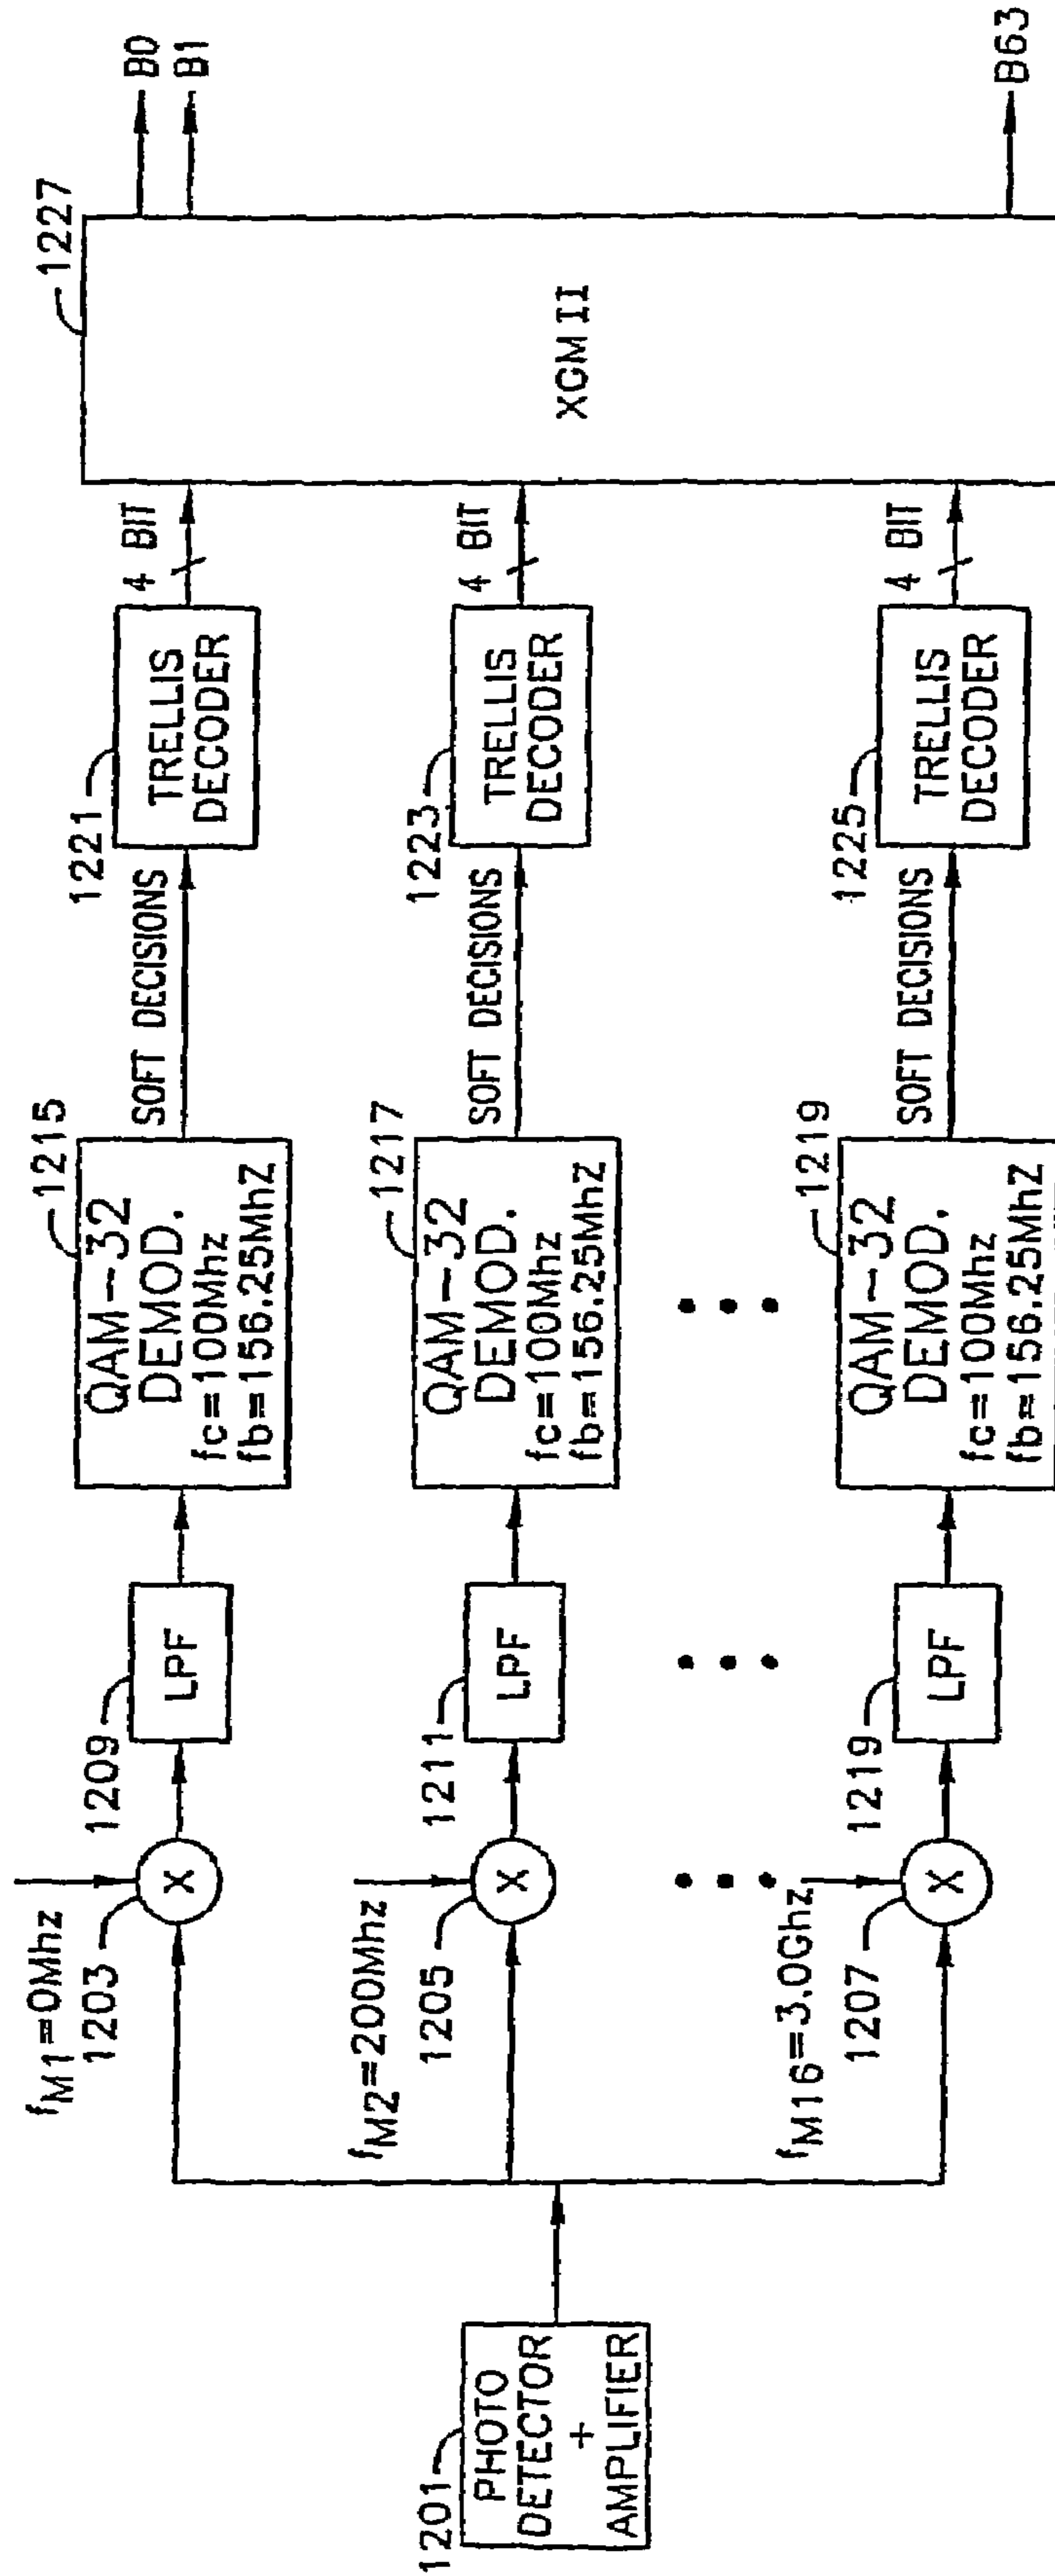 1201
PHOTO
DETECTOR
+
AMPLIFIER
fM1=0Mhz
1203
X
1209
LPF
1215
QAM-32
DEMOD.
fc=100Mhz
fb=156.25MhZ
SOFT DECISIONS
1221
TRELLIS
DECODER
4 BIT
fM2=200Mhz
1205
X
1211
LPF
1217
QAM-32
DEMOD.
fc=100Mhz
fb=156.25MhZ
SOFT DECISIONS
1223
TRELLIS
DECODER
4 BIT
fM16=3.0Ghz
1207
X
1219
LPF
1219
QAM-32
DEMOD.
fc=100Mhz
fb=156.25MhZ
SOFT DECISIONS
1225
TRELLIS
DECODER
4 BIT
1227
XGM II
B0
B1
B63